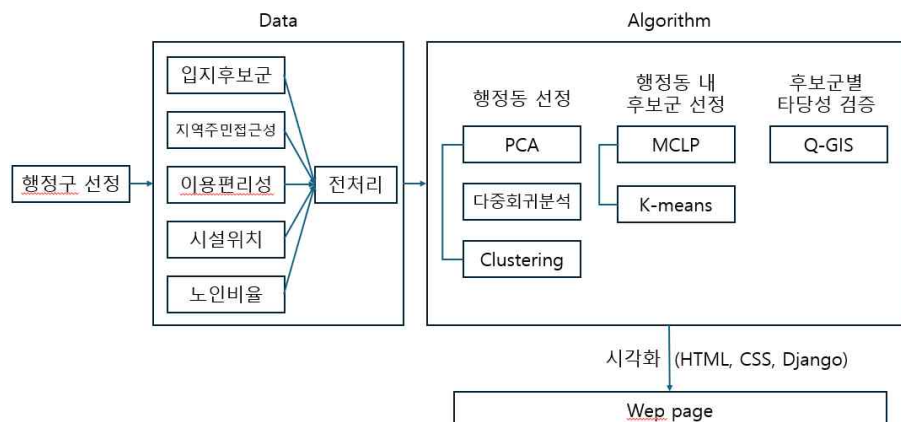 Data
Algorithm
행정구 선정
입지후보군
지역주민접근성
이용편리성
시설위치
노인비율
전처리
행정동 선정
PCA
다중회귀분석
Clustering
행정동 내
후보군 선정
MCLP
K-means
후보군별
타당성 검증
Q-GIS
시각화 (HTML, CSS, Django)
Wep page